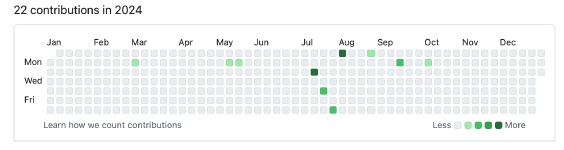 22 contributions in 2024
Jan Feb Mar Apr May Jun Jul Aug Sep Oct Nov Dec
Mon
Wed
Fri
Learn how we count contributions Less More